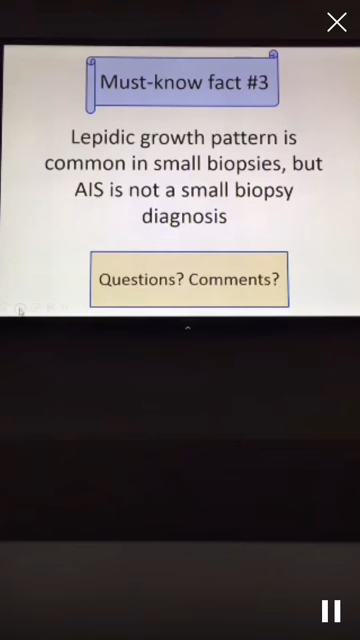 Must-know fact #3
Lepidic growth pattern is
common in small biopsies, but
AIS is not a small biopsy
diagnosis
Questions? Comments?